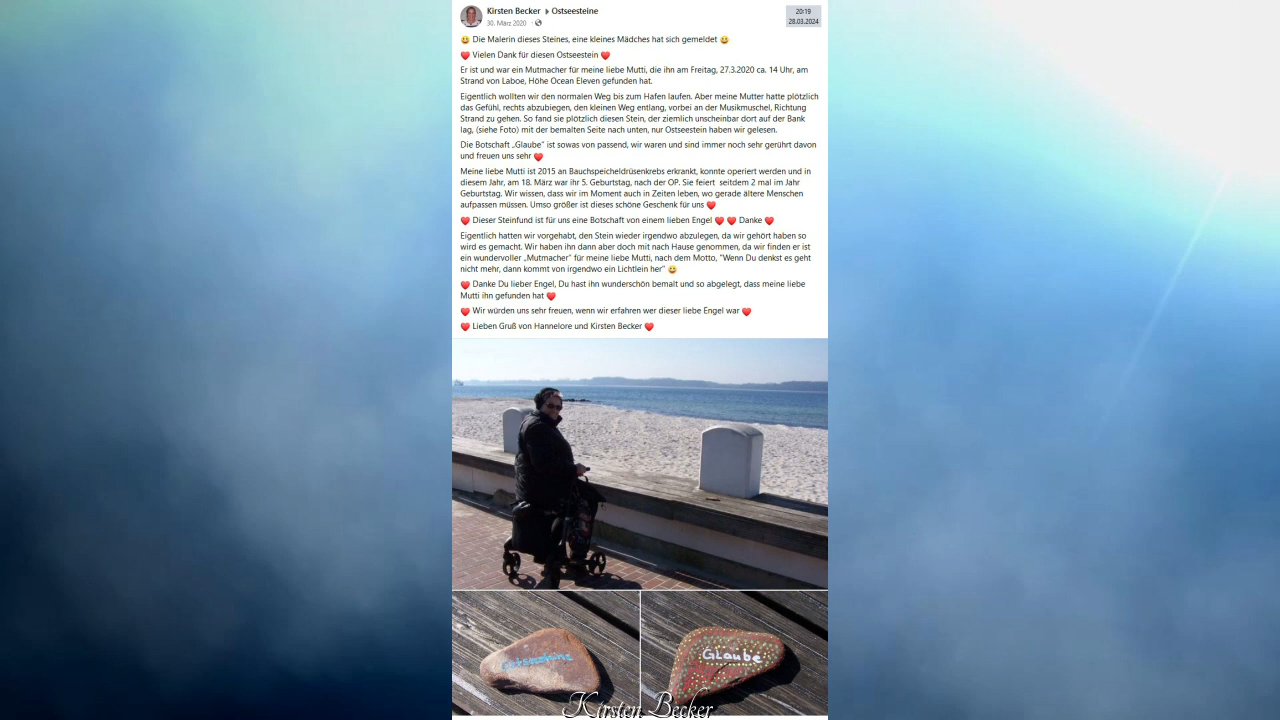 Kirsten Becker ▸ Ostseesteine
30. März 2020 ·
20:19
28.03.2024
😃 Die Malerin dieses Steines, eine kleines Mädches hat sich gemeldet 😃
❤ Vielen Dank für diesen Ostseestein ❤
Er ist und war ein Mutmacher für meine liebe Mutti, die ihn am Freitag, 27.3.2020 ca. 14 Uhr, am
Strand von Laboe, Höhe Ocean Eleven gefunden hat.
Eigentlich wollten wir den normalen Weg bis zum Hafen laufen. Aber meine Mutter hatte plötzlich
das Gefühl, rechts abzubiegen, den kleinen Weg entlang, vorbei an der Musikmuschel, Richtung
Strand zu gehen. So fand sie plötzlich diesen Stein, der ziemlich unscheinbar dort auf der Bank
lag, (siehe Foto) mit der bemalten Seite nach unten, nur Ostseestein haben wir gelesen.
Die Botschaft „Glaube" ist sowas von passend, wir waren und sind immer noch sehr gerührt davon
und freuen uns sehr ❤
Meine liebe Mutti ist 2015 an Bauchspeicheldrüsenkrebs erkrankt, konnte operiert werden und in
diesem Jahr, am 18. März war ihr 5. Geburtstag, nach der OP. Sie feiert seitdem 2 mal im Jahr
Geburtstag. Wir wissen, dass wir im Moment auch in Zeiten leben, wo gerade ältere Menschen
aufpassen müssen. Umso größer ist dieses schöne Geschenk für uns ❤
❤ Dieser Steinfund ist für uns eine Botschaft von einem lieben Engel ❤ ❤ Danke ❤
Eigentlich hatten wir vorgehabt, den Stein wieder irgendwo abzulegen, da wir gehört haben so
wird es gemacht. Wir haben ihn dann aber doch mit nach Hause genommen, da wir finden er ist
ein wundervoller „Mutmacher" für meine liebe Mutti, nach dem Motto, "Wenn Du denkst es geht
nicht mehr, dann kommt von irgendwo ein Lichtlein her" 😃
❤ Danke Du lieber Engel, Du hast ihn wunderschön bemalt und so abgelegt, dass meine liebe
Mutti ihn gefunden hat ❤
❤ Wir würden uns sehr freuen, wenn wir erfahren wer dieser liebe Engel war ❤
❤ Lieben Gruß von Hannelore und Kirsten Becker ❤
Ostseesteine
Glaube
Kirsten Becker